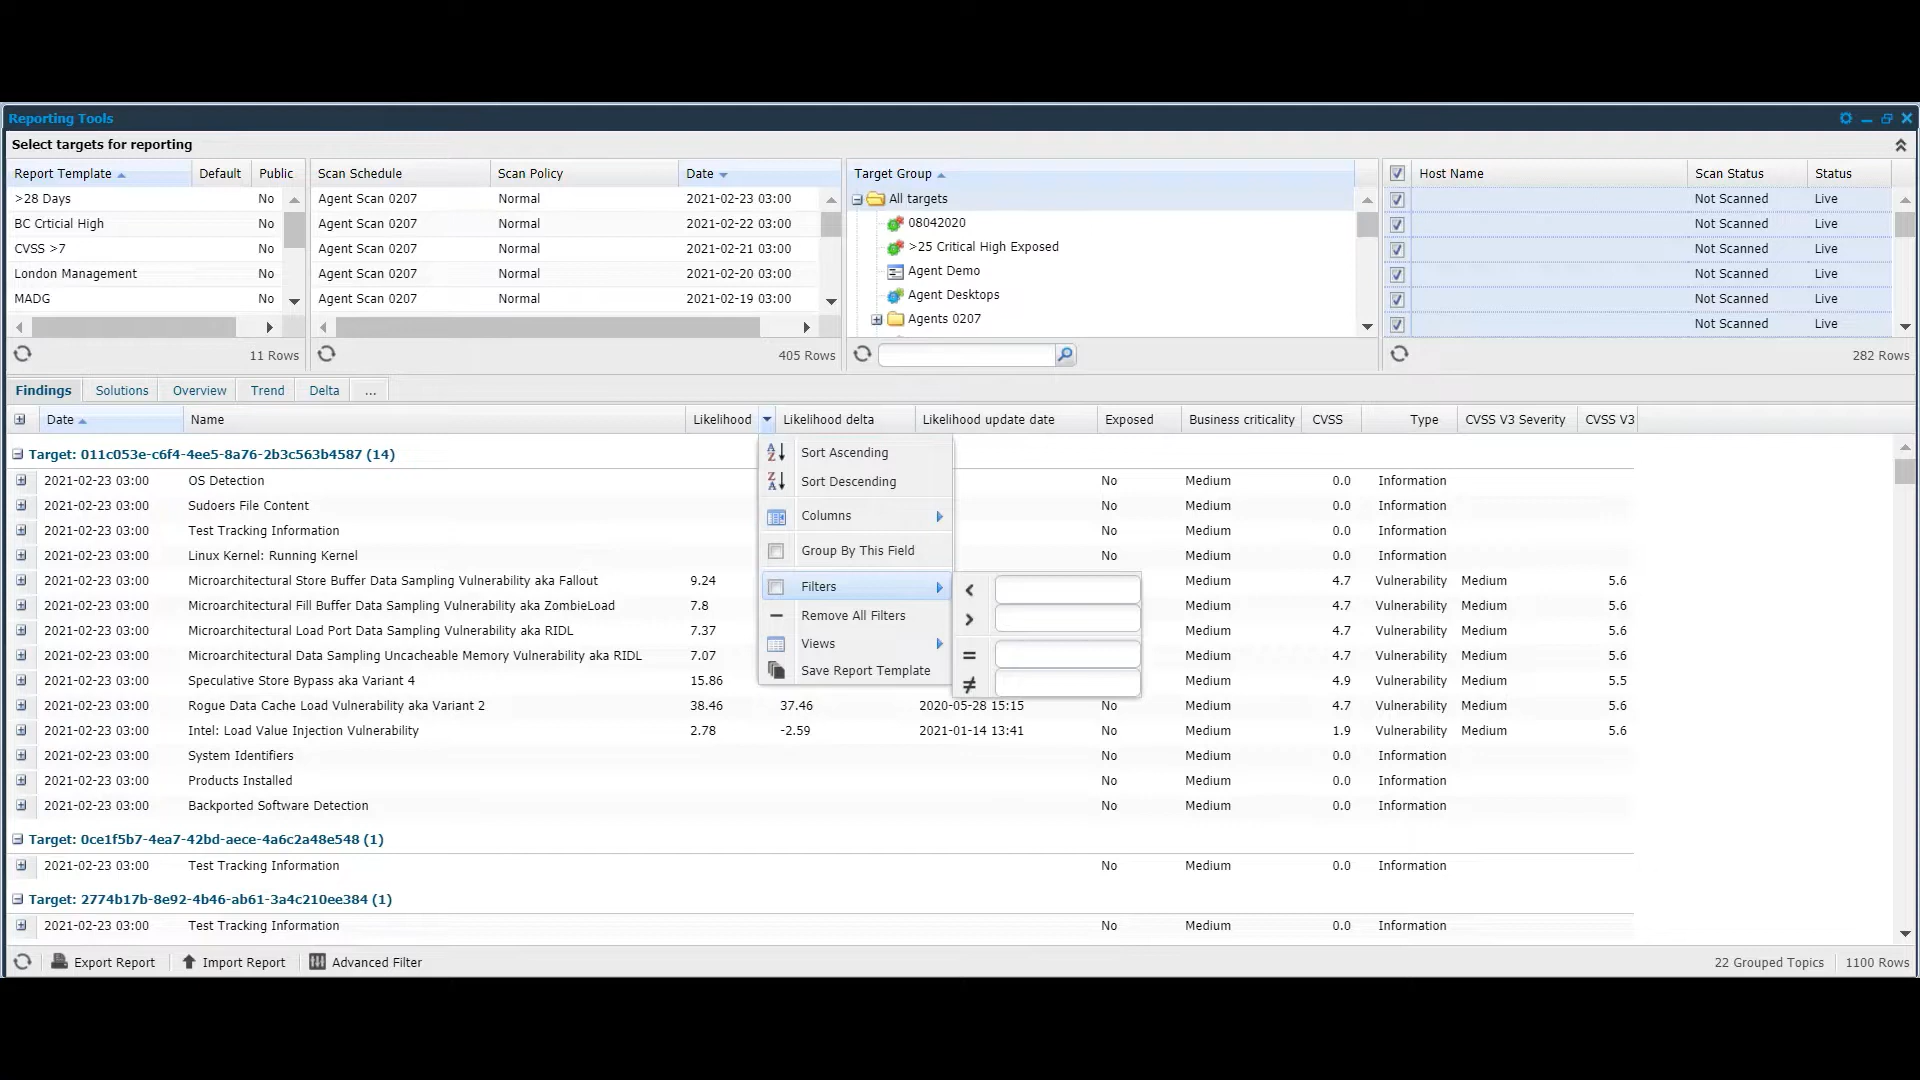 Reporting Tools
Select targets for reporting
Report Template Default Public
>28 Days No
BC Crticial High No
CVSS >7 No
London Management No
MADG No
11 Rows
Scan Schedule Scan Policy Date
Agent Scan 0207 Normal 2021-02-23 03:00
Agent Scan 0207 Normal 2021-02-22 03:00
Agent Scan 0207 Normal 2021-02-21 03:00
Agent Scan 0207 Normal 2021-02-20 03:00
Agent Scan 0207 Normal 2021-02-19 03:00
405 Rows
Target Group
All targets
08042020
>25 Critical High Exposed
Agent Demo
Agent Desktops
Agents 0207
Host Name Scan Status Status
Not Scanned Live
Not Scanned Live
Not Scanned Live
Not Scanned Live
Not Scanned Live
Not Scanned Live
282 Rows
Findings Solutions Overview Trend Delta ...
Date Name Likelihood Likelihood delta Likelihood update date Exposed Business criticality CVSS Type CVSS V3 Severity CVSS V3
Target: 011c053e-c6f4-4ee5-8a76-2b3c563b4587 (14)
2021-02-23 03:00 OS Detection No Medium 0.0 Information
2021-02-23 03:00 Sudoers File Content No Medium 0.0 Information
2021-02-23 03:00 Test Tracking Information No Medium 0.0 Information
2021-02-23 03:00 Linux Kernel: Running Kernel No Medium 0.0 Information
2021-02-23 03:00 Microarchitectural Store Buffer Data Sampling Vulnerability aka Fallout 9.24 Medium 4.7 Vulnerability Medium 5.6
2021-02-23 03:00 Microarchitectural Fill Buffer Data Sampling Vulnerability aka ZombieLoad 7.8 Medium 4.7 Vulnerability Medium 5.6
2021-02-23 03:00 Microarchitectural Load Port Data Sampling Vulnerability aka RIDL 7.37 Medium 4.7 Vulnerability Medium 5.6
2021-02-23 03:00 Microarchitectural Data Sampling Uncacheable Memory Vulnerability aka RIDL 7.07 Medium 4.7 Vulnerability Medium 5.6
2021-02-23 03:00 Speculative Store Bypass aka Variant 4 15.86 Medium 4.9 Vulnerability Medium 5.5
2021-02-23 03:00 Rogue Data Cache Load Vulnerability aka Variant 2 38.46 37.46 2020-05-28 15:15 No Medium 4.7 Vulnerability Medium 5.6
2021-02-23 03:00 Intel: Load Value Injection Vulnerability 2.78 -2.59 2021-01-14 13:41 No Medium 1.9 Vulnerability Medium 5.6
2021-02-23 03:00 System Identifiers No Medium 0.0 Information
2021-02-23 03:00 Products Installed No Medium 0.0 Information
2021-02-23 03:00 Backported Software Detection No Medium 0.0 Information
Target: 0ce1f5b7-4ea7-42bd-aece-4a6c2a48e548 (1)
2021-02-23 03:00 Test Tracking Information No Medium 0.0 Information
Target: 2774b17b-8e92-4b46-ab61-3a4c210ee384 (1)
2021-02-23 03:00 Test Tracking Information No Medium 0.0 Information
Sort Ascending
Sort Descending
Columns
Group By This Field
Filters
Remove All Filters
Views
Save Report Template
<
>
=
≠
Export Report Import Report Advanced Filter 22 Grouped Topics 1100 Rows